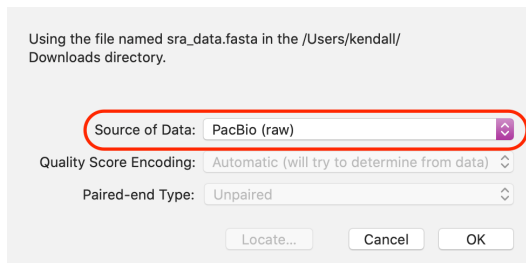 Using the file named sra_data.fasta in the /Users/kendall/
Downloads directory.
Source of Data: PacBio (raw)
Quality Score Encoding: Automatic (will try to determine from data)
Paired-end Type: Unpaired
Locate... Cancel OK